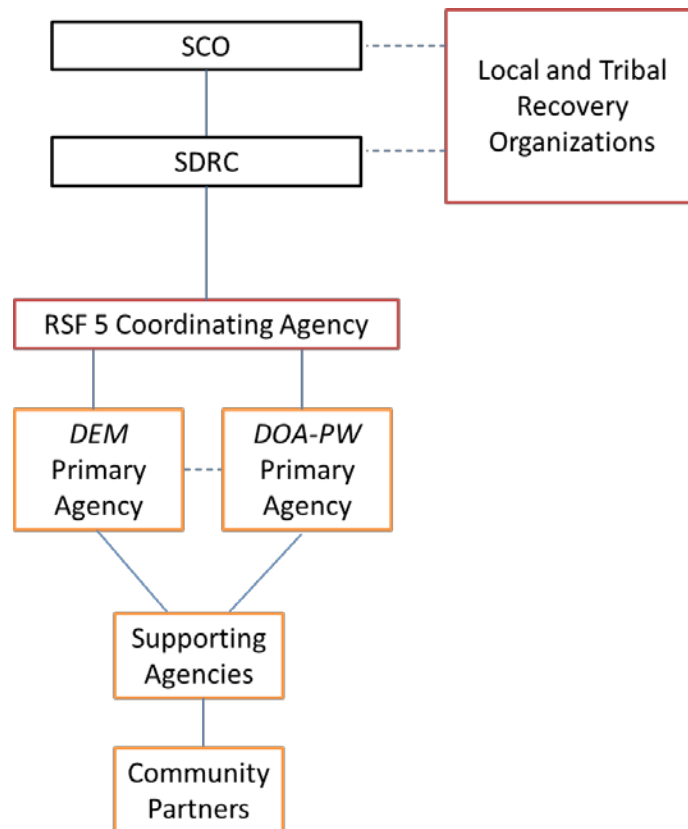 SCO
Local and Tribal
Recovery
Organizations
SDRC
RSF 5 Coordinating Agency
DEM
Primary
Agency
DOA-PW
Primary
Agency
Supporting
Agencies
Community
Partners